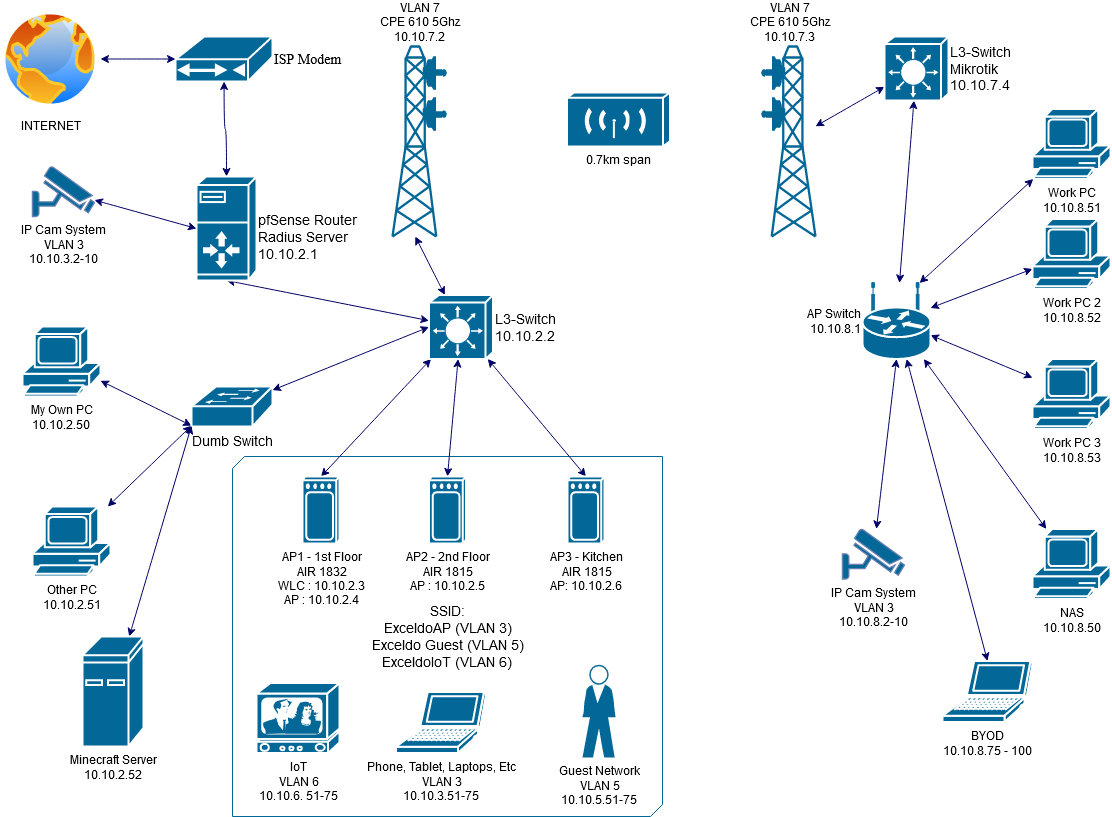 VLAN 7
CPE 610 5Ghz
10.10.7.2
VLAN 7
CPE 610 5Ghz
10.10.7.3
L3-Switch
Mikrotik
10.10.7.4
ISP Modem
INTERNET
0.7km span
Work PC
10.10.8.51
IP Cam System
VLAN 3
10.10.3.2-10
pfSense Router
Radius Server
10.10.2.1
Work PC 2
10.10.8.52
L3-Switch
10.10.2.2
AP Switch
10.10.8.1
My Own PC
10.10.2.50
Dumb Switch
Work PC 3
10.10.8.53
AP1 - 1st Floor
AIR 1832
WLC : 10.10.2.3
AP : 10.10.2.4
AP2 - 2nd Floor
AIR 1815
AP : 10.10.2.5
AP3 - Kitchen
AIR 1815
AP: 10.10.2.6
Other PC
10.10.2.51
SSID:
ExceldoAP (VLAN 3)
Exceldo Guest (VLAN 5)
ExceldoIoT (VLAN 6)
IP Cam System
VLAN 3
10.10.8.2-10
NAS
10.10.8.50
Minecraft Server
10.10.2.52
IoT
VLAN 6
10.10.6. 51-75
Phone, Tablet, Laptops, Etc
VLAN 3
10.10.3.51-75
Guest Network
VLAN 5
10.10.5.51-75
BYOD
10.10.8.75 - 100